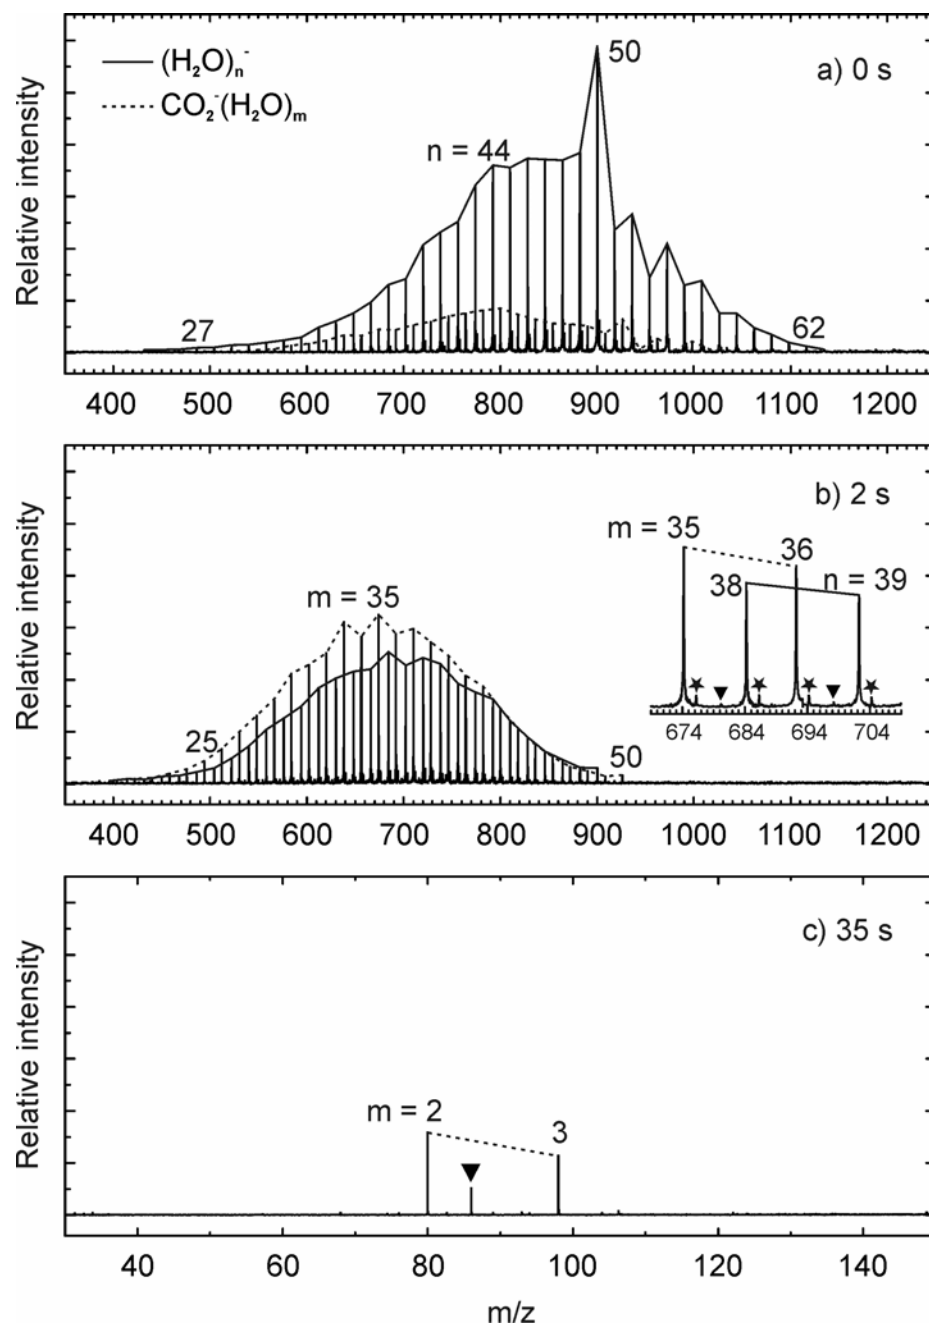 a) 0 s
(H₂O)ₙ⁻
CO₂⁻(H₂O)ₘ
50
n = 44
27
62
Relative intensity
400 500 600 700 800 900 1000 1100 1200
b) 2 s
m = 35
36
38
n = 39
674 684 694 704
m = 35
25
50
Relative intensity
400 500 600 700 800 900 1000 1100 1200
c) 35 s
m = 2
3
Relative intensity
40 60 80 100 120 140
m/z